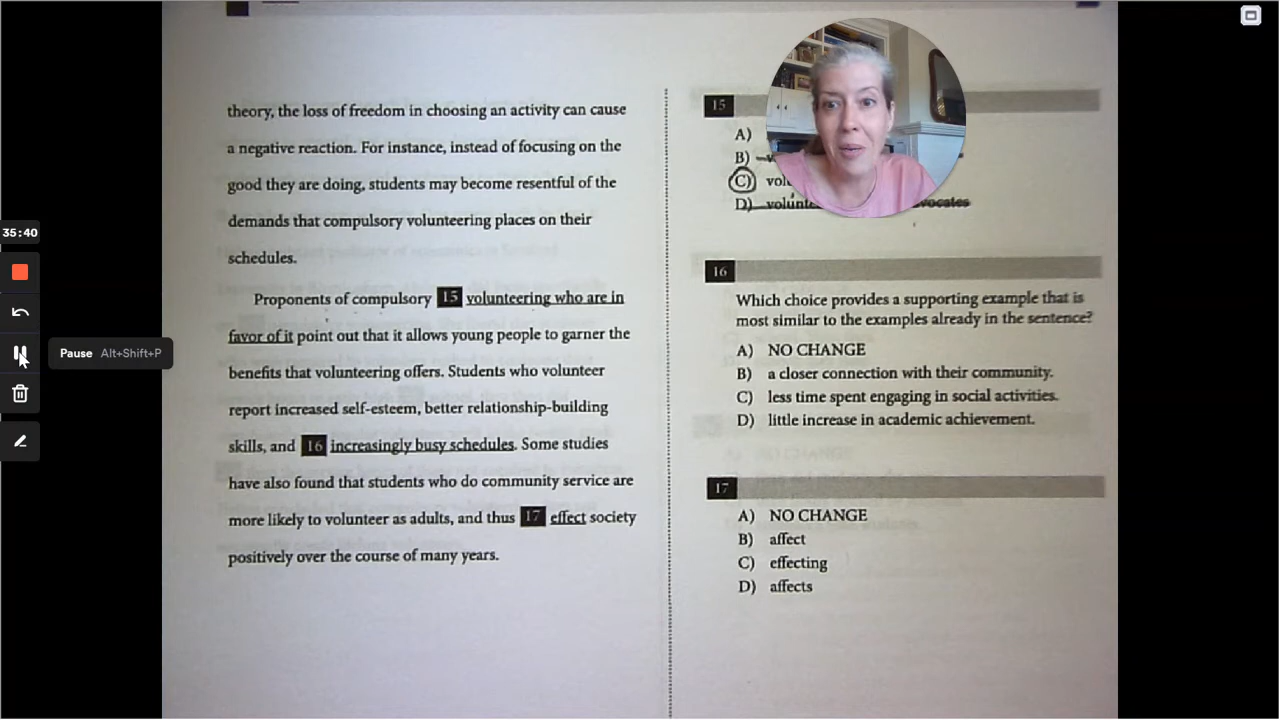 theory, the loss of freedom in choosing an activity can cause
a negative reaction. For instance, instead of focusing on the
good they are doing, students may become resentful of the
demands that compulsory volunteering places on their
schedules.
Proponents of compulsory 15 volunteering who are in
favor of it point out that it allows young people to garner the
benefits that volunteering offers. Students who volunteer
report increased self-esteem, better relationship-building
skills, and 16 increasingly busy schedules. Some studies
have also found that students who do community service are
more likely to volunteer as adults, and thus 17 effect society
positively over the course of many years.
15
A)
B)
C)
D)
16
Which choice provides a supporting example that is
most similar to the examples already in the sentence?
A) NO CHANGE
B) a closer connection with their community.
C) less time spent engaging in social activities.
D) little increase in academic achievement.
17
A) NO CHANGE
B) affect
C) effecting
D) affects
35:40
Pause Alt+Shift+P